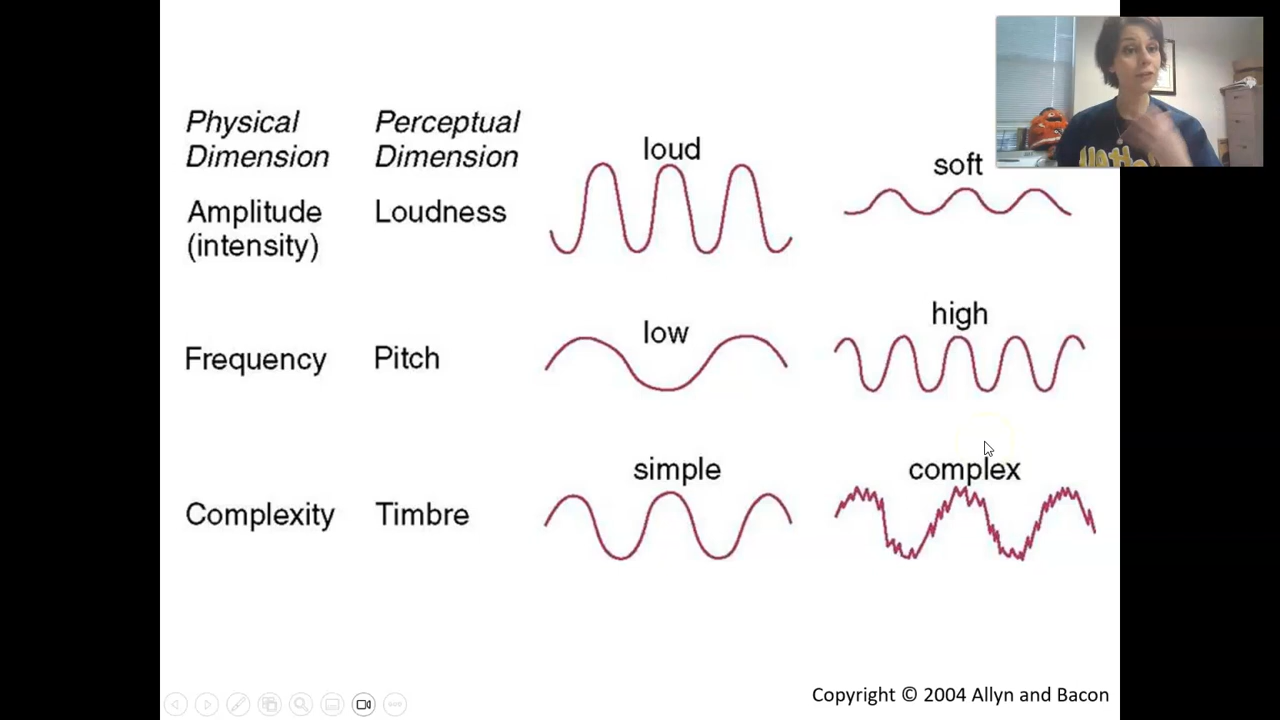 Physical
Dimension
Perceptual
Dimension
loud
soft
Amplitude
(intensity)
Loudness
low
high
Frequency
Pitch
simple
complex
Complexity
Timbre
Copyright © 2004 Allyn and Bacon